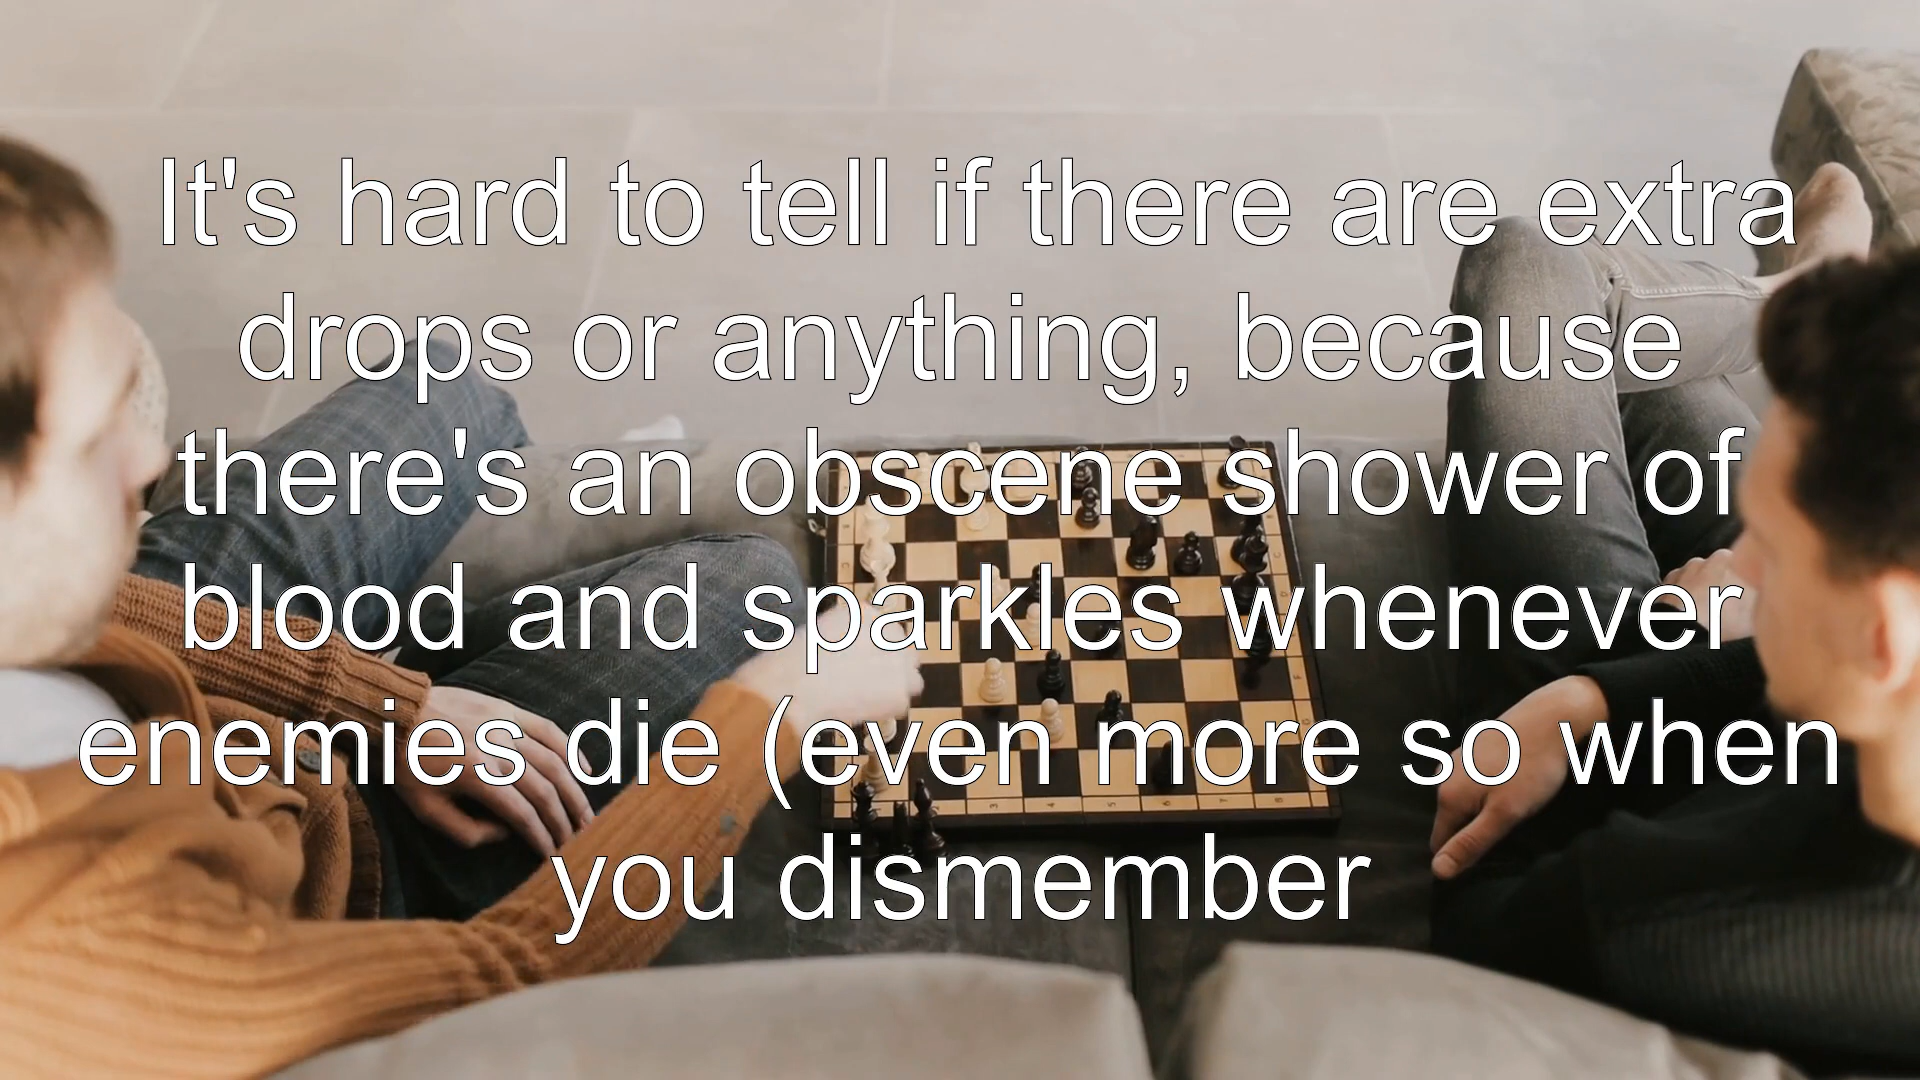 It's hard to tell if there are extra
drops or anything, because
there's an obscene shower of
blood and sparkles whenever
enemies die (even more so when
you dismember